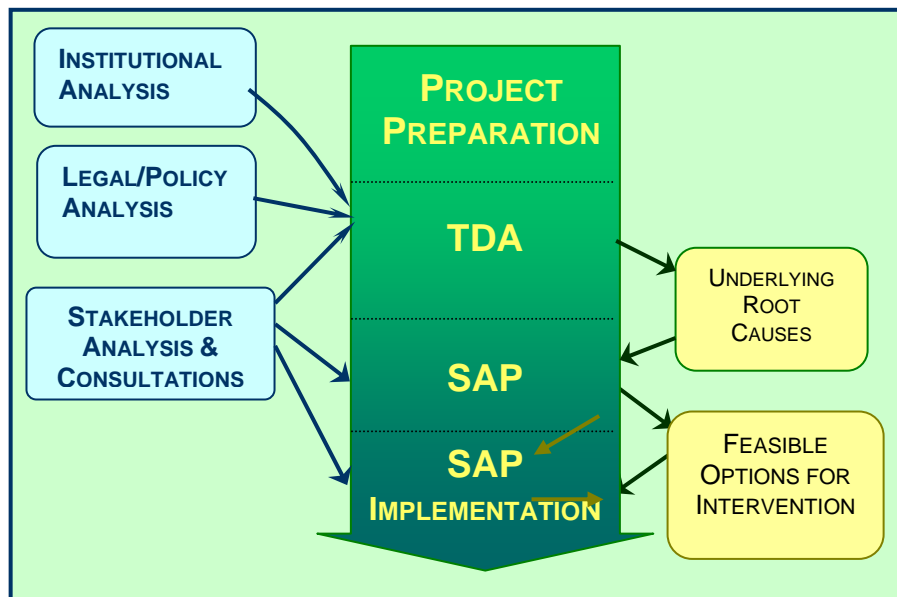 INSTITUTIONAL
ANALYSIS
LEGAL/POLICY
ANALYSIS
STAKEHOLDER
ANALYSIS &
CONSULTATIONS
PROJECT
PREPARATION
TDA
SAP
SAP
IMPLEMENTATION
UNDERLYING
ROOT
CAUSES
FEASIBLE
OPTIONS FOR
INTERVENTION